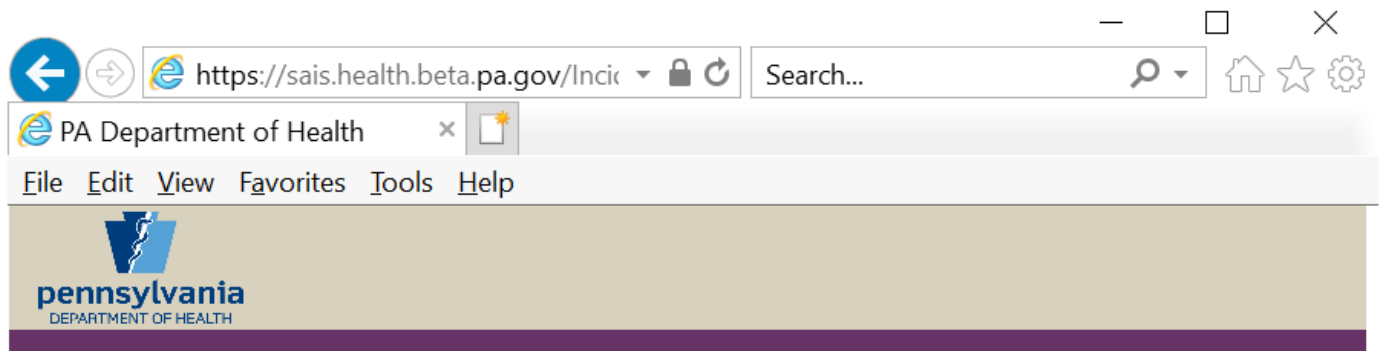 https://sais.health.beta.pa.gov/Incid
Search...
PA Department of Health
File Edit View Favorites Tools Help
pennsylvania
DEPARTMENT OF HEALTH